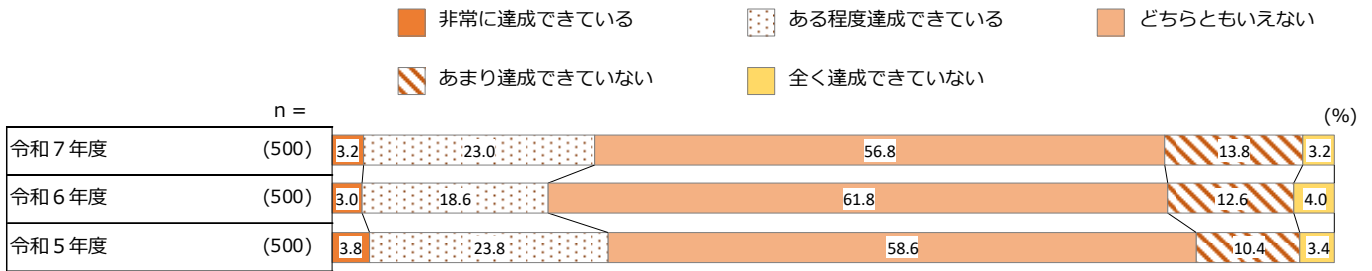 非常に達成できている ある程度達成できている どちらともいえない
あまり達成できていない 全く達成できていない
n =
(%)
令和７年度 (500) 3.2 23.0 56.8 13.8 3.2
令和６年度 (500) 3.0 18.6 61.8 12.6 4.0
令和５年度 (500) 3.8 23.8 58.6 10.4 3.4